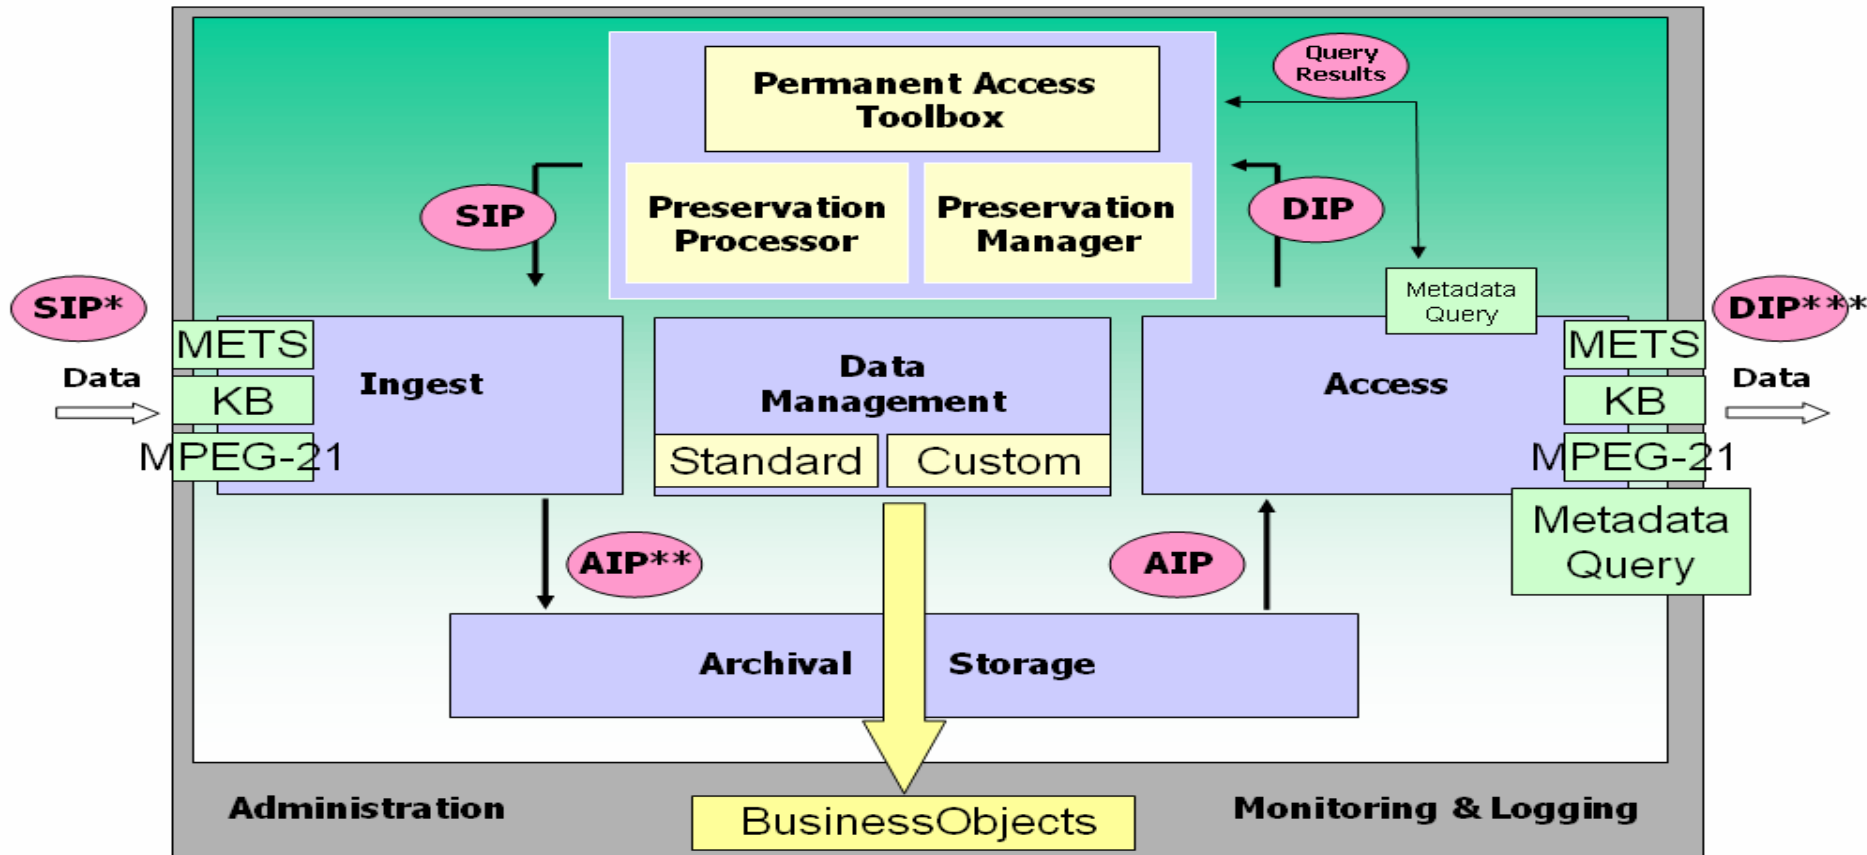 Permanent Access
Toolbox
Query
Results
Preservation
Processor
Preservation
Manager
SIP
DIP
SIP*
Data
METS
KB
MPEG-21
Ingest
Data
Management
Standard
Custom
Metadata
Query
Access
METS
KB
MPEG-21
Metadata
Query
DIP***
Data
AIP**
AIP
Archival Storage
Administration
BusinessObjects
Monitoring & Logging